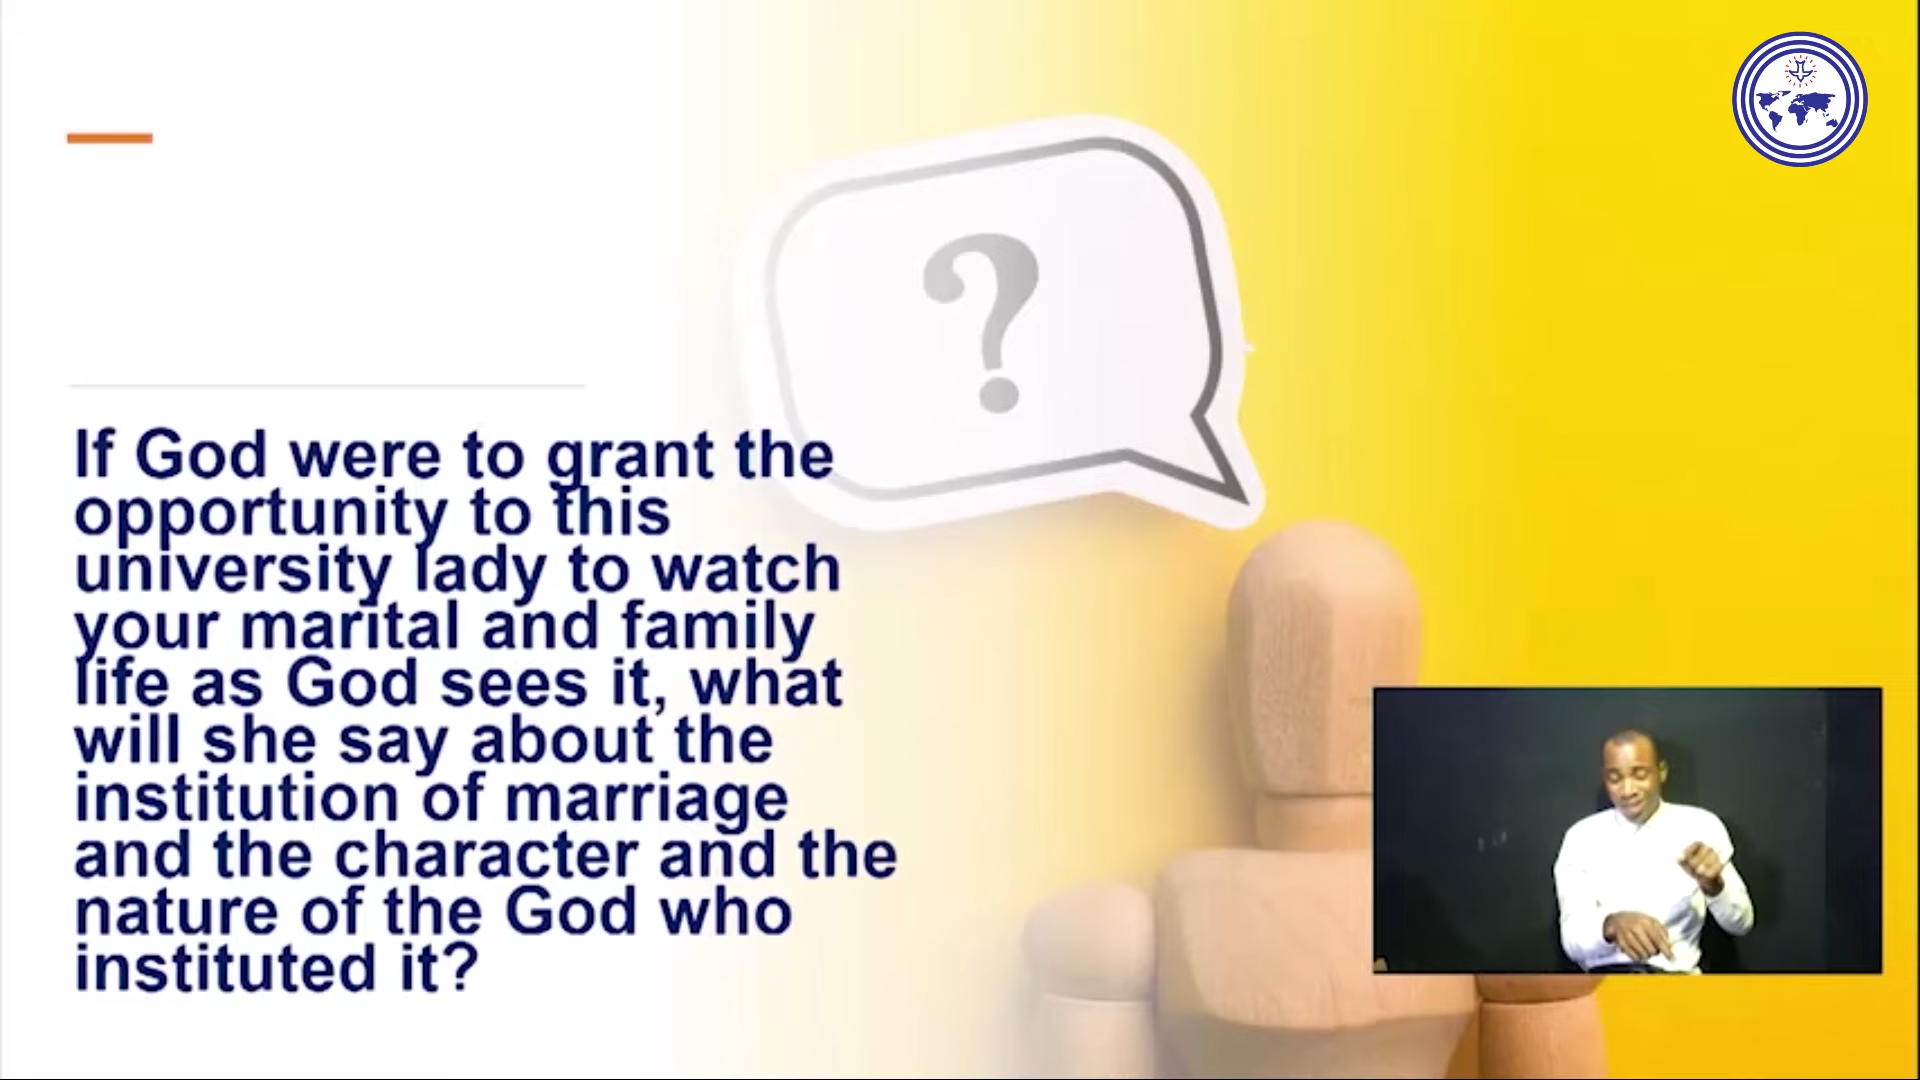 ?
If God were to grant the
opportunity to this
university lady to watch
your marital and family
life as God sees it, what
will she say about the
institution of marriage
and the character and the
nature of the God who
instituted it?